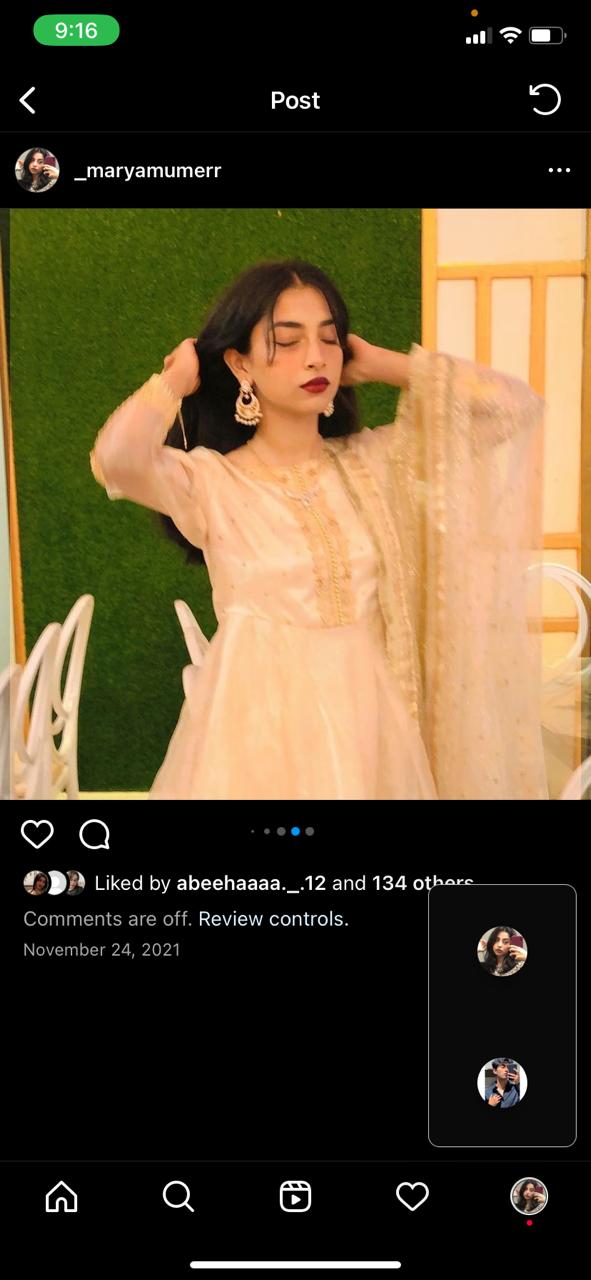 9:16
Post
_maryamumerr
Liked by abeehaaaa._.12 and 134 others
Comments are off. Review controls.
November 24, 2021